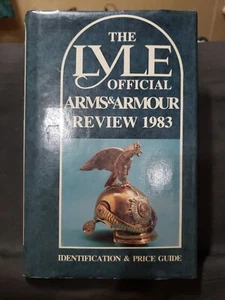 THE
LYLE
OFFICIAL
ARMS & ARMOUR
REVIEW 1983
IDENTIFICATION & PRICE GUIDE